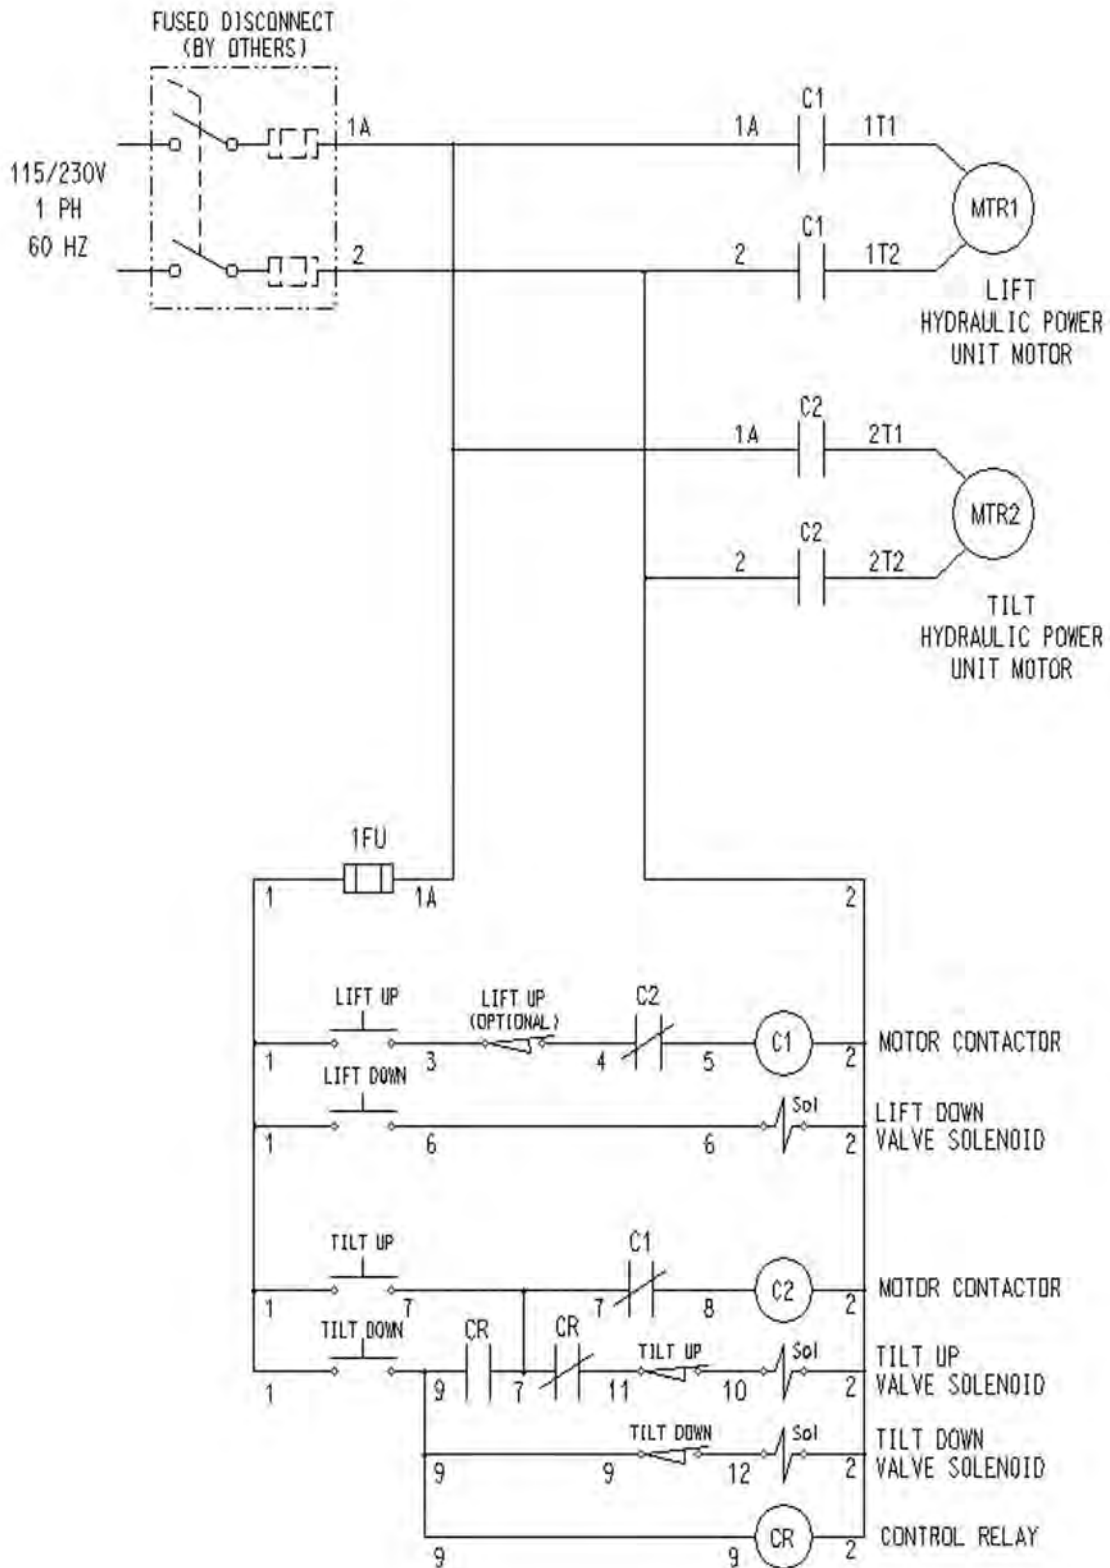 FUSED DISCONNECT
(BY OTHERS)
115/230V
1 PH
60 HZ
1A
1A
C1
1T1
MTR1
2
2
C1
1T2
LIFT
HYDRAULIC POWER
UNIT MOTOR
1A
C2
2T1
MTR2
2
C2
2T2
TILT
HYDRAULIC POWER
UNIT MOTOR
1FU
1
1A
2
LIFT UP
LIFT UP
(OPTIONAL)
C2
1
3
4
5
C1
2
MOTOR CONTACTOR
LIFT DOWN
1
6
6
Sol
2
LIFT DOWN
VALVE SOLENOID
TILT UP
C1
1
7
7
8
C2
2
MOTOR CONTACTOR
TILT DOWN
CR
CR
TILT UP
Sol
1
9
7
11
10
2
TILT UP
VALVE SOLENOID
TILT DOWN
Sol
9
9
12
2
TILT DOWN
VALVE SOLENOID
9
9
CR
2
CONTROL RELAY